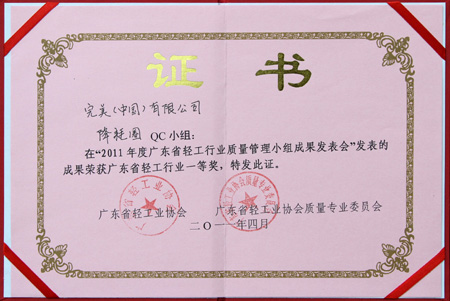 证 书
完美（中国）有限公司
降耗圈 QC 小组：
在“2011 年度广东省轻工行业质量管理小组成果发表会”发表的
成果荣获广东省轻工行业一等奖，特发此证。
广东省轻工业协会 广东省轻工业协会质量专业委员会
二〇一一年四月